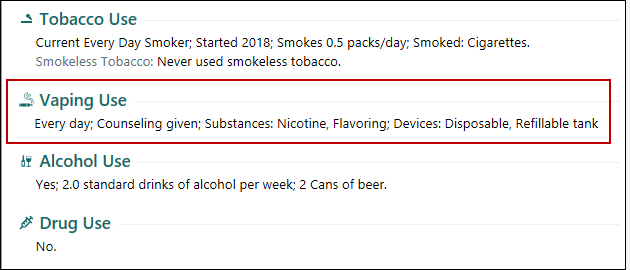 Tobacco Use
Current Every Day Smoker; Started 2018; Smokes 0.5 packs/day; Smoked: Cigarettes.
Smokeless Tobacco: Never used smokeless tobacco.
Vaping Use
Every day; Counseling given; Substances: Nicotine, Flavoring; Devices: Disposable, Refillable tank
Alcohol Use
Yes; 2.0 standard drinks of alcohol per week; 2 Cans of beer.
Drug Use
No.